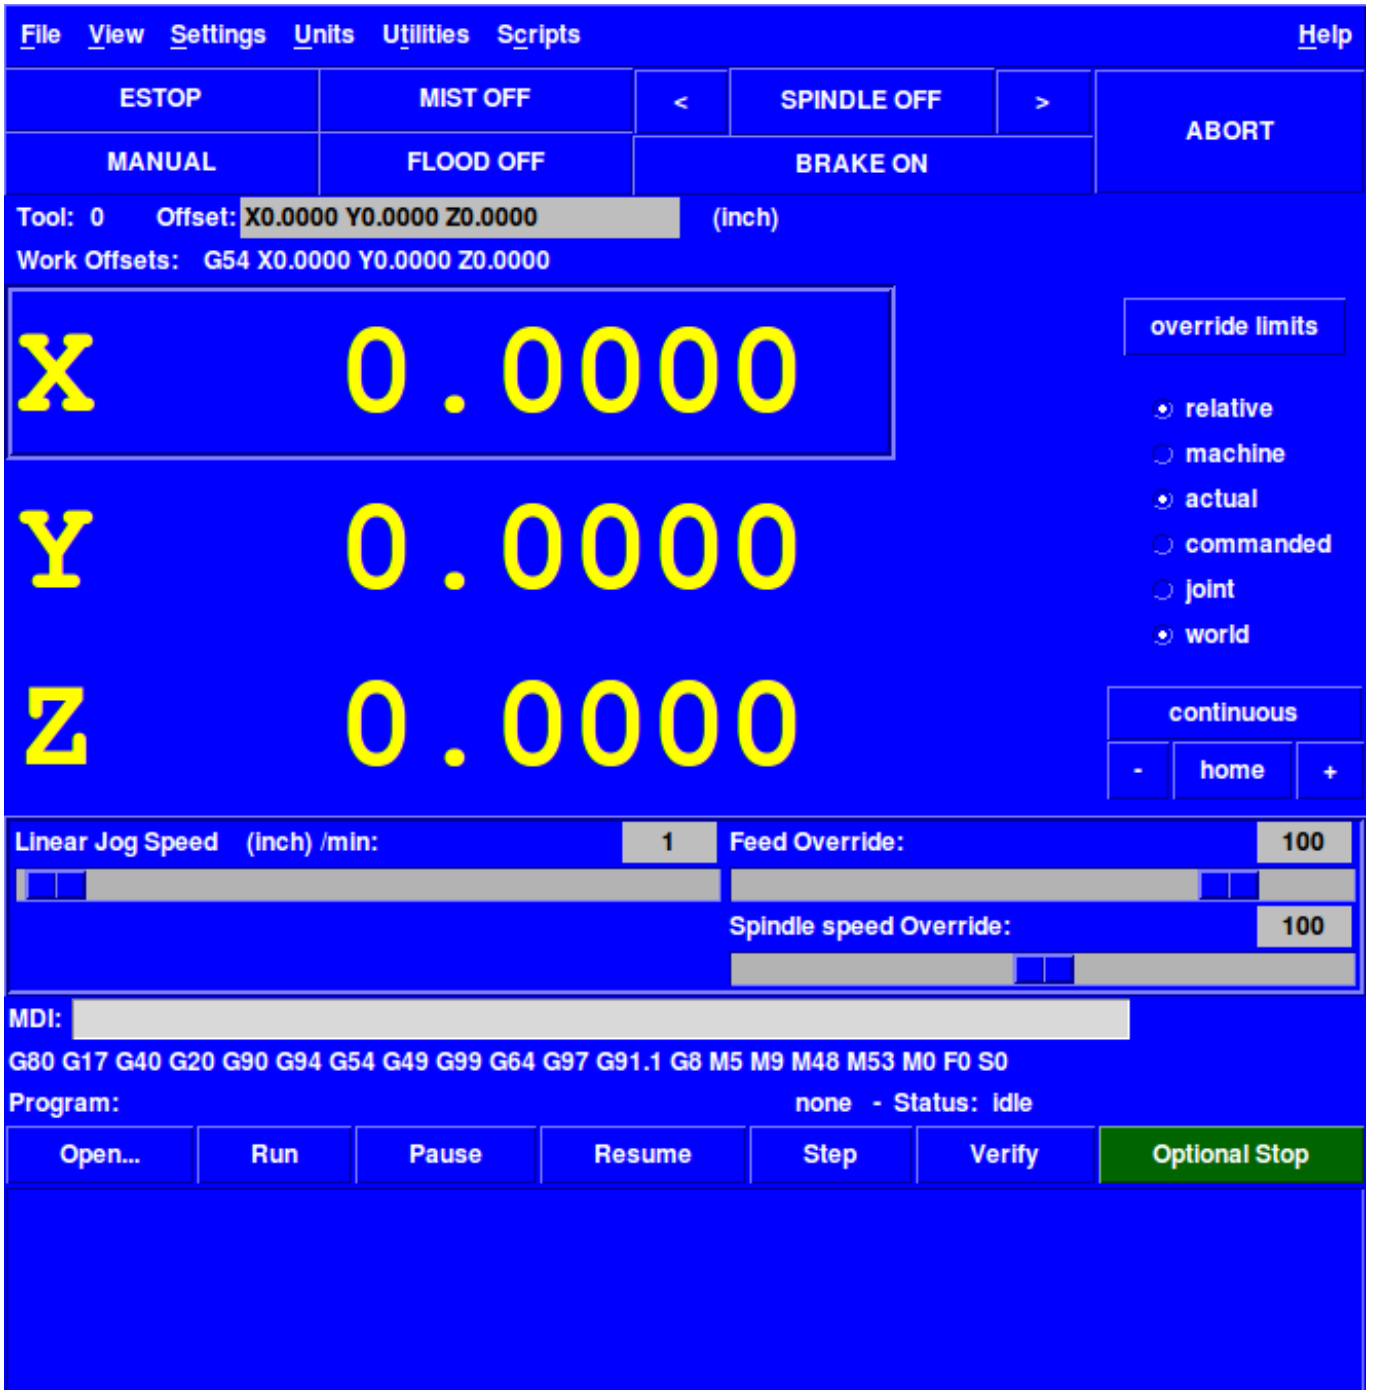 File View Settings Units Utilities Scripts Help
ESTOP MIST OFF < SPINDLE OFF > ABORT
MANUAL FLOOD OFF BRAKE ON
Tool: 0 Offset: X0.0000 Y0.0000 Z0.0000 (inch)
Work Offsets: G54 X0.0000 Y0.0000 Z0.0000
X 0.0000
override limits
relative
machine
actual
Y 0.0000
commanded
joint
world
Z 0.0000
continuous
- home +
Linear Jog Speed (inch) /min: 1 Feed Override: 100
Spindle speed Override: 100
MDI:
G80 G17 G40 G20 G90 G94 G54 G49 G99 G64 G97 G91.1 G8 M5 M9 M48 M53 M0 F0 S0
Program: none - Status: idle
Open... Run Pause Resume Step Verify Optional Stop